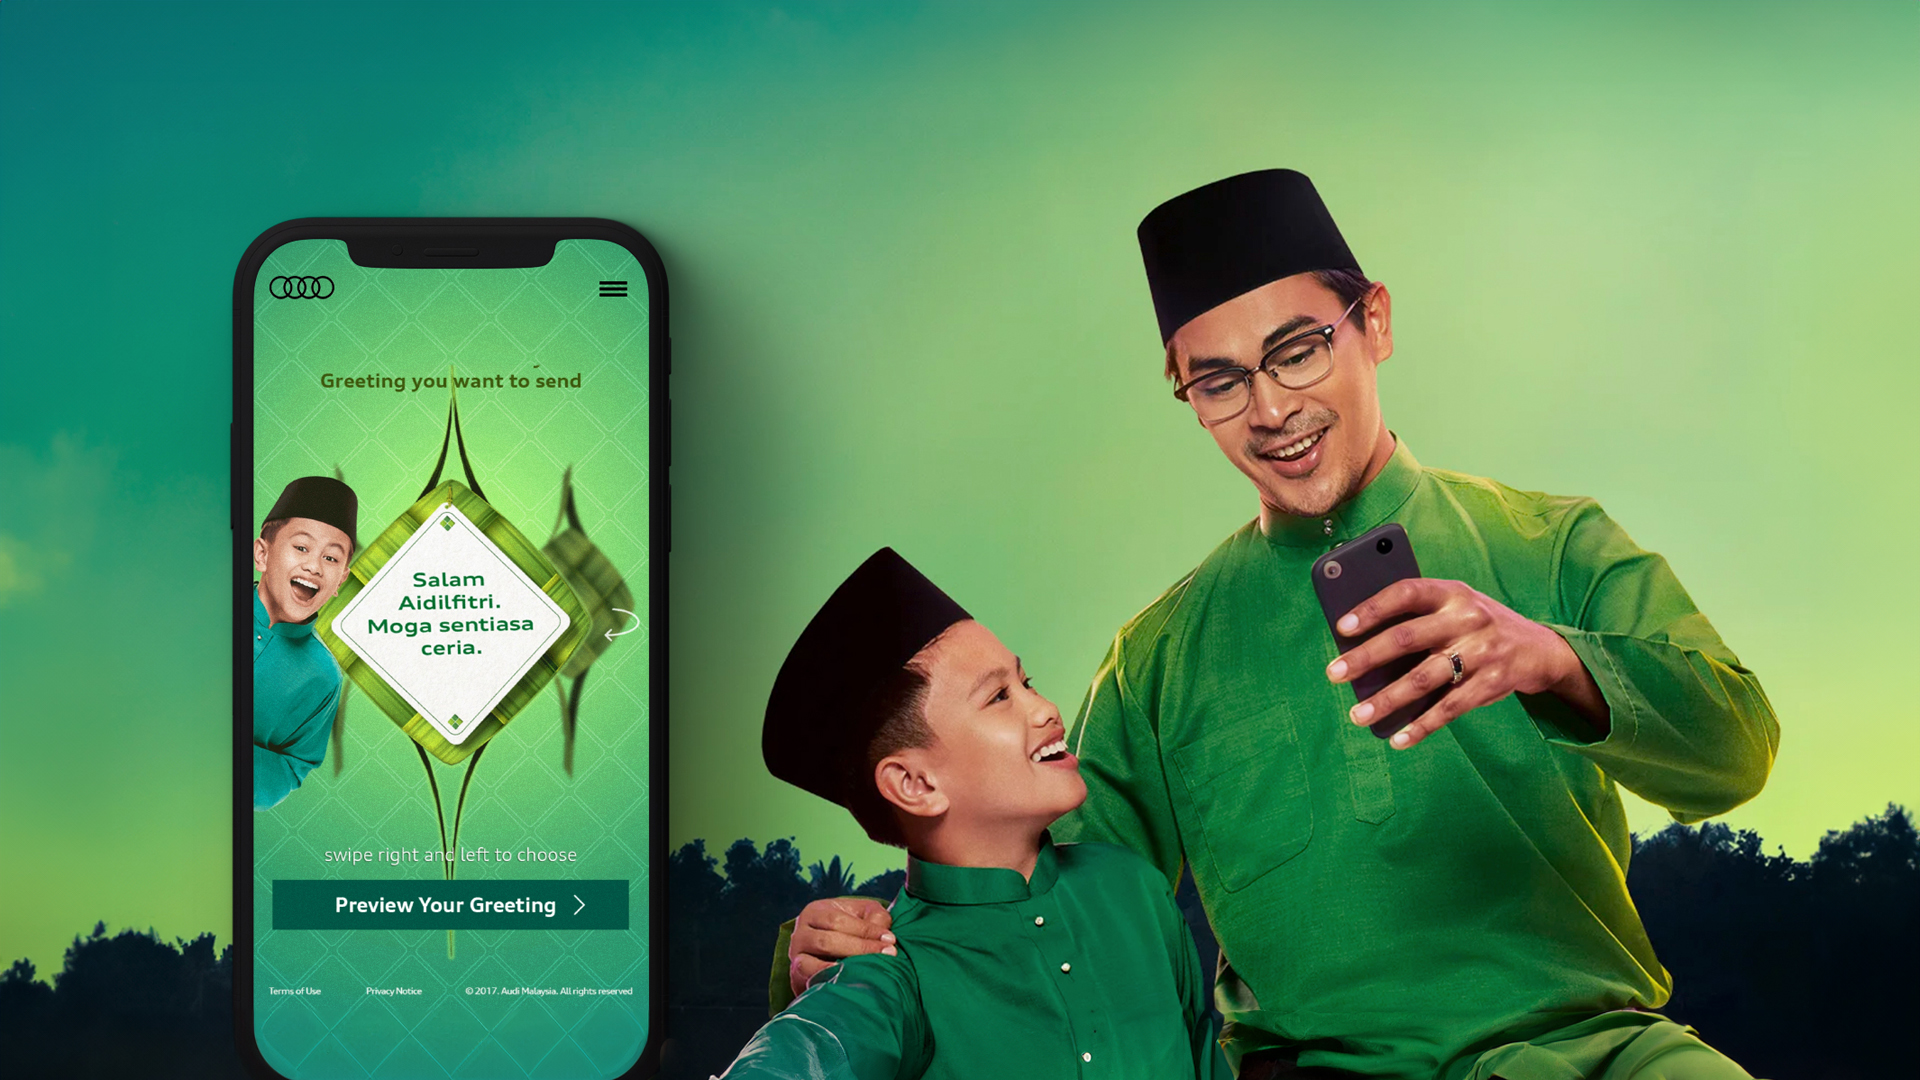 Greeting you want to send
Salam
Aidilfitri.
Moga sentiasa
ceria.
swipe right and left to choose
Preview Your Greeting
Terms of Use
Privacy Notice
© 2017. Audi Malaysia. All rights reserved